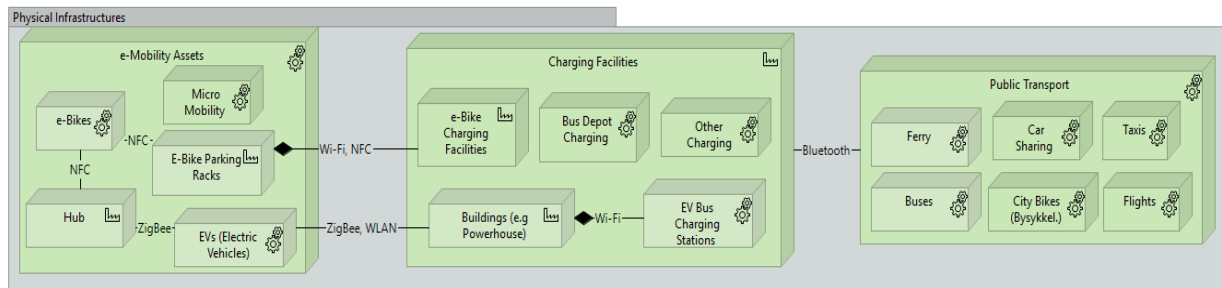 Physical Infrastructures
e-Mobility Assets
Micro
Mobility
e-Bikes
NFC
E-Bike Parking
Racks
NFC
Hub
ZigBee
EVs (Electric
Vehicles)
Wi-Fi, NFC
ZigBee, WLAN
Charging Facilities
e-Bike
Charging
Facilities
Bus Depot
Charging
Other
Charging
Buildings (e.g
Powerhouse)
Wi-Fi
EV Bus
Charging
Stations
Bluetooth
Public Transport
Ferry
Car
Sharing
Taxis
Buses
City Bikes
(Bysykkel.)
Flights